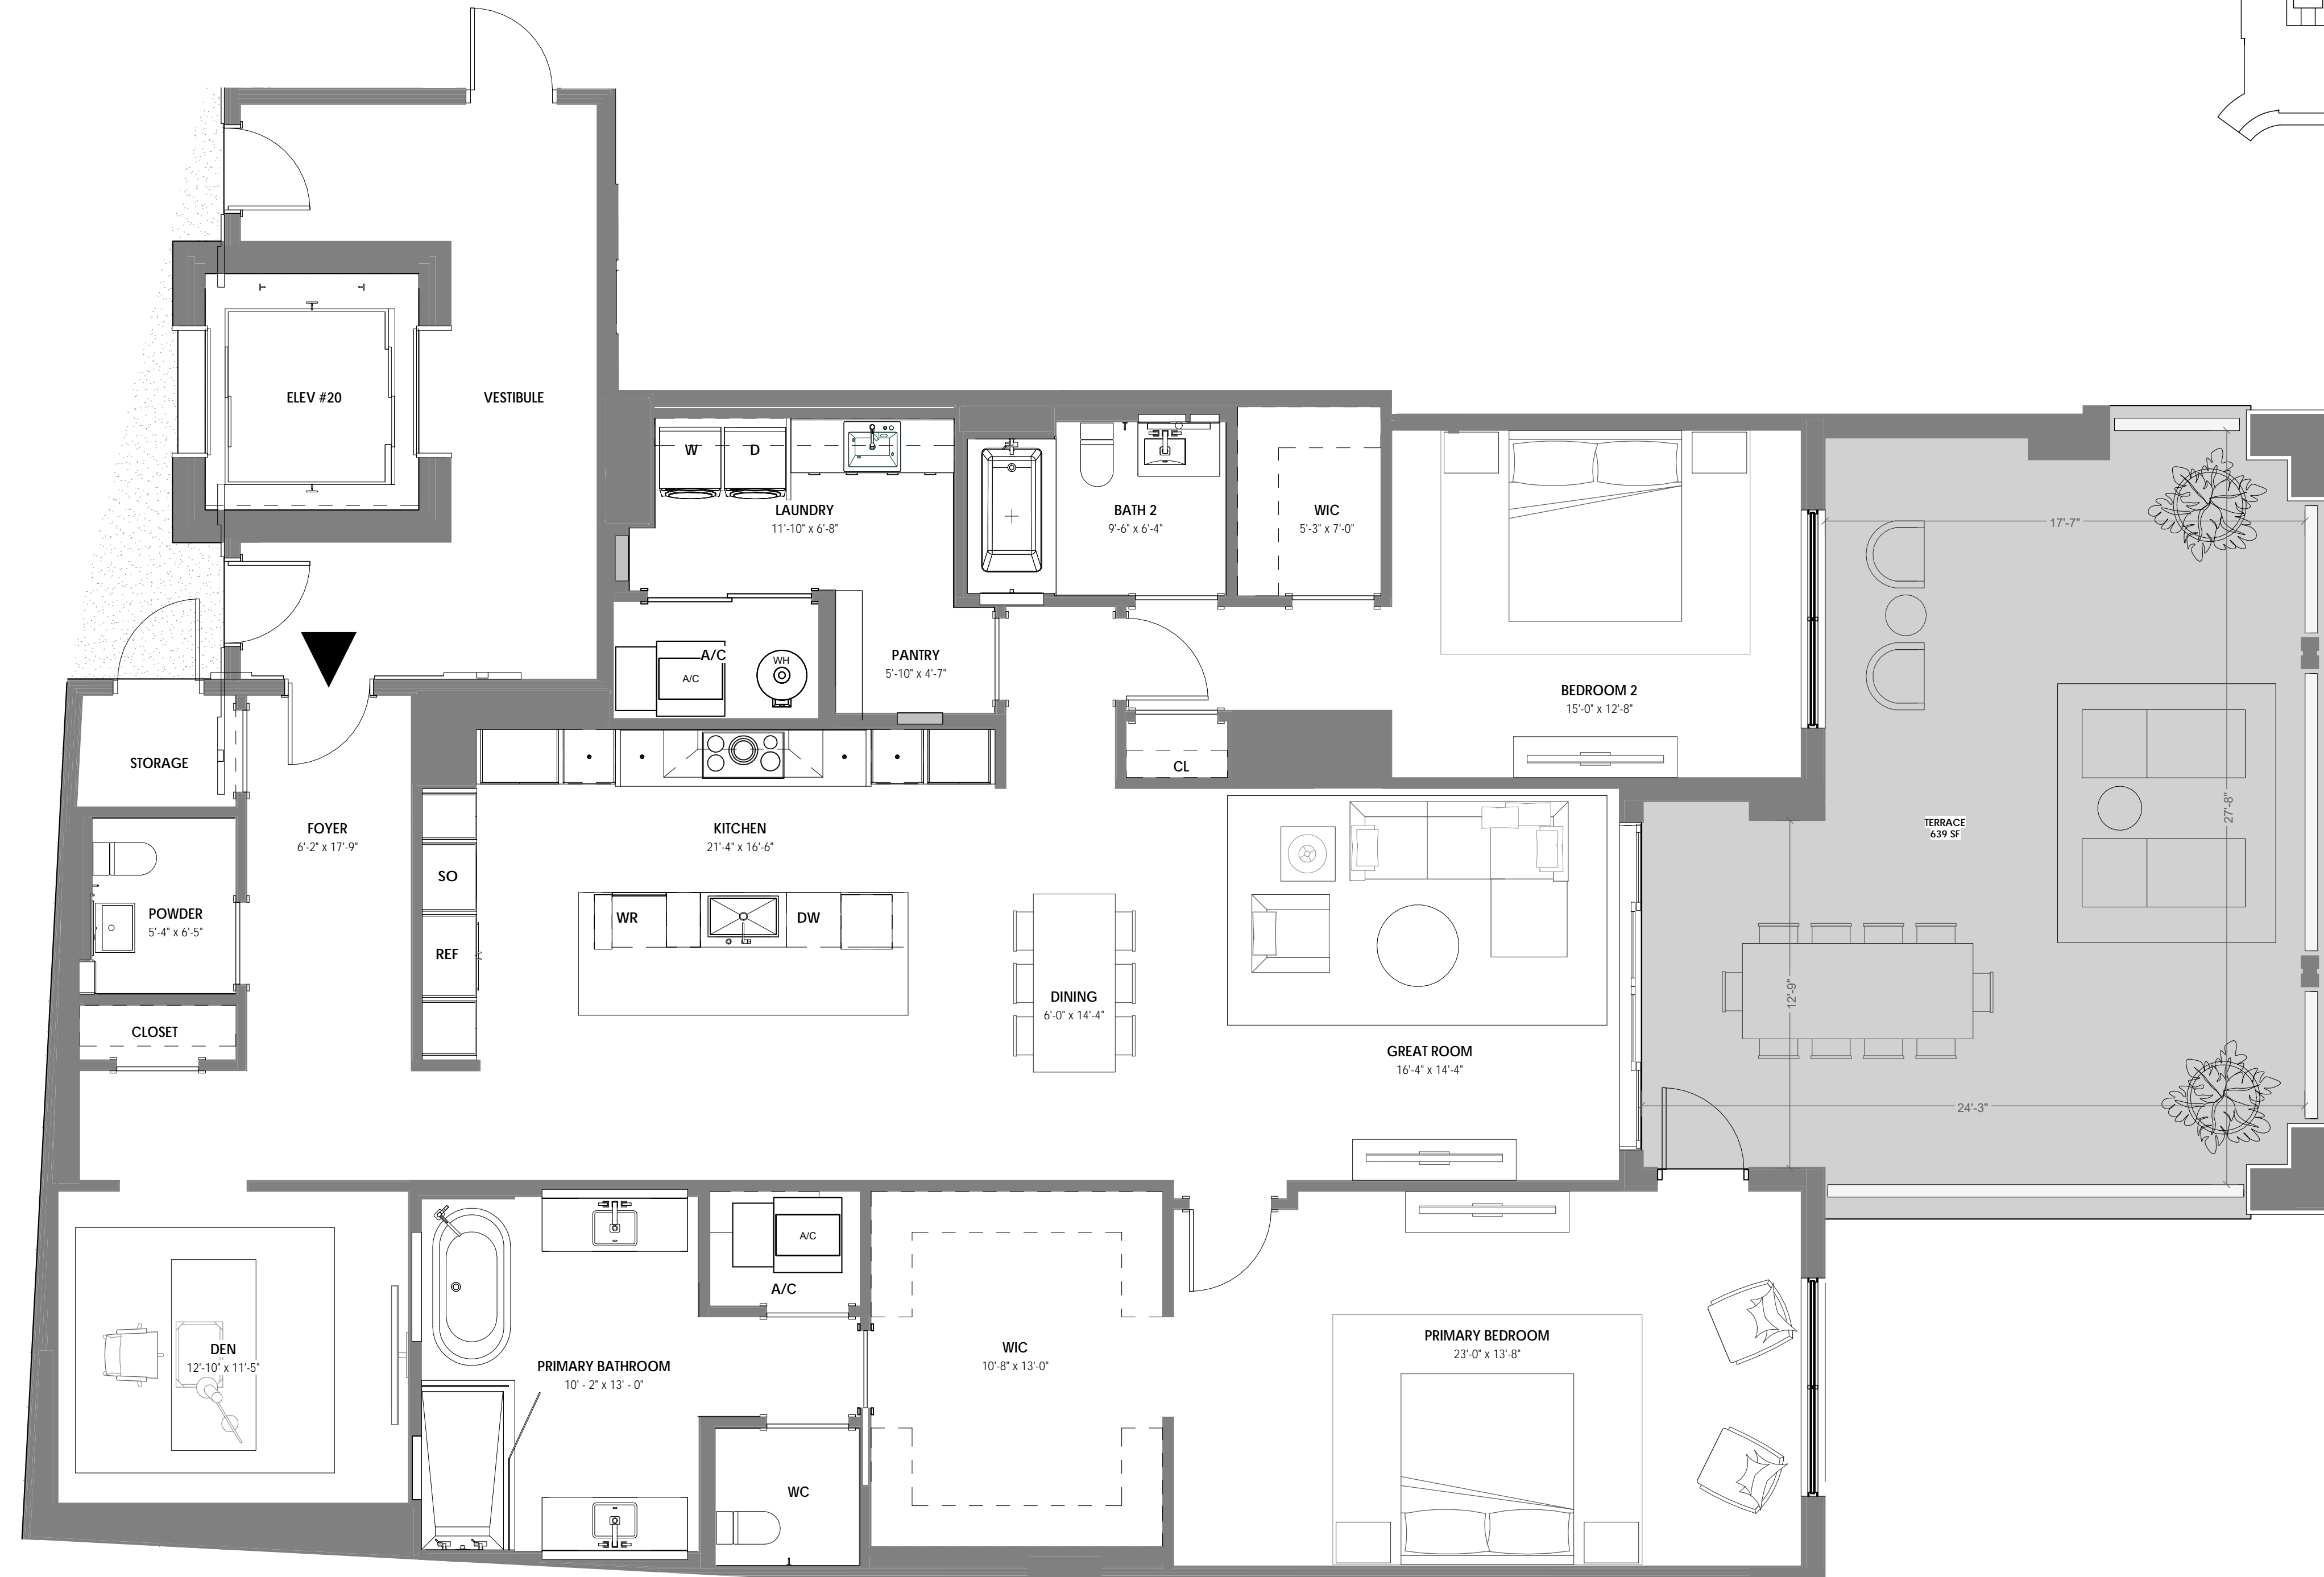 ELEV #20
VESTIBULE
W
D
LAUNDRY
11'-10" x 6'-8"
BATH 2
9'-6" x 6'-4"
WIC
5'-3" x 7'-0"
17'-7"
A/C
A/C
WH
PANTRY
5'-10" x 4'-7"
BEDROOM 2
15'-0" x 12'-8"
STORAGE
CL
FOYER
6'-2" x 17'-9"
KITCHEN
21'-4" x 16'-6"
TERRACE
639 SF
27'-8"
SO
REF
WR
DW
POWDER
5'-4" x 6'-5"
CLOSET
DINING
6'-0" x 14'-4"
12'-9"
GREAT ROOM
16'-4" x 14'-4"
24'-3"
A/C
A/C
DEN
12'-10" x 11'-5"
PRIMARY BATHROOM
10' - 2" x 13' - 0"
WIC
10'-8" x 13'-0"
PRIMARY BEDROOM
23'-0" x 13'-8"
WC